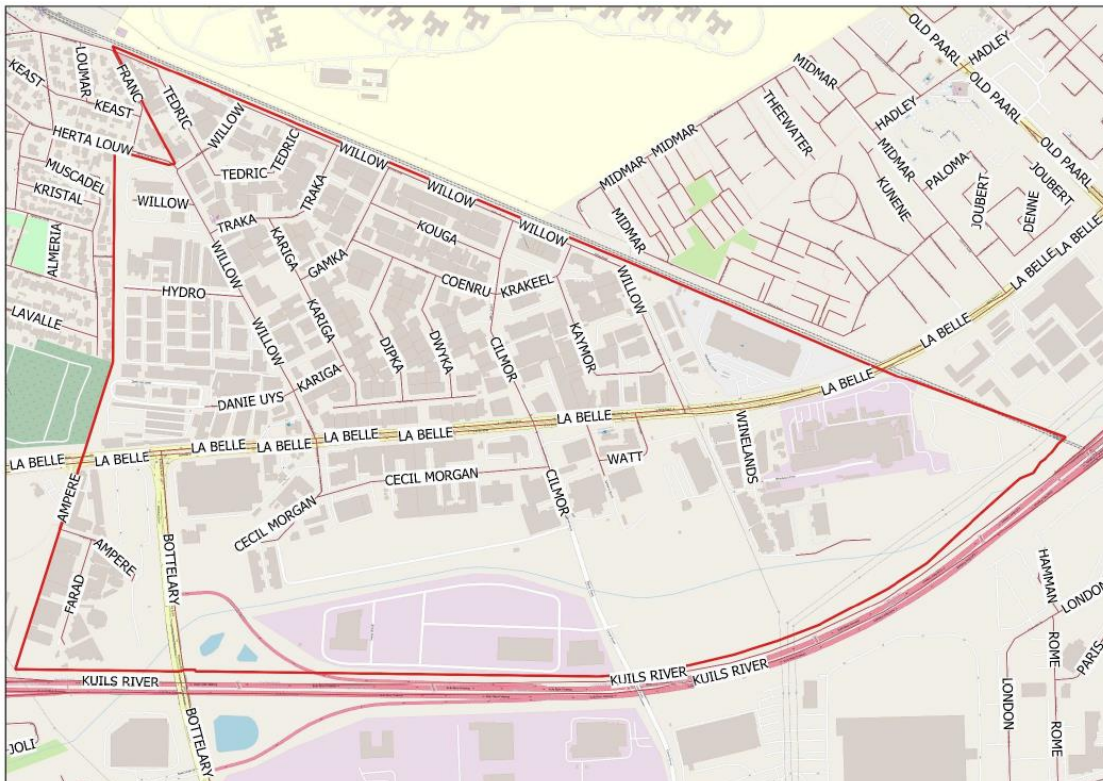 OLD PAARL
HADLEY
LOUMAR
KEAST
FRANC
TEDRIC
KEAST
WILLOW
MIDMAR
THEEWATER
HADLEY
OLD PAARL
HERTA LOUW
TEDRIC
TEDRIC
WILLOW
MIDMAR
MIDMAR
MIDMAR
PALOMA
OLD PAARL
MUSCADEL
KRISTAL
WILLOW
TRAKA
TRAKA
WILLOW
KUNENE
JOUBERT
DENNE
JOUBERT
ALMERIA
WILLOW
KARIGA
GAMKA
KOUGA
WILLOW
MIDMAR
LA BELLE
LA BELLE
HYDRO
COENRU
KRAKEEL
WILLOW
LAVALLE
WILLOW
KARIGA
DIPKA
DWYKA
CILMOR
KAYMOR
LA BELLE
DANIE UYS
KARIGA
LA BELLE
LA BELLE
LA BELLE
LA BELLE
LA BELLE
LA BELLE
LA BELLE
LA BELLE
WINELANDS
AMPERE
CECIL MORGAN
CECIL MORGAN
CILMOR
WATT
AMPERE
FARAD
BOTTELARY
HAMMAN
LONDON
ROME
PARIS
KUILS RIVER
KUILS RIVER
KUILS RIVER
LONDON
ROME
JOLI
BOTTELARY